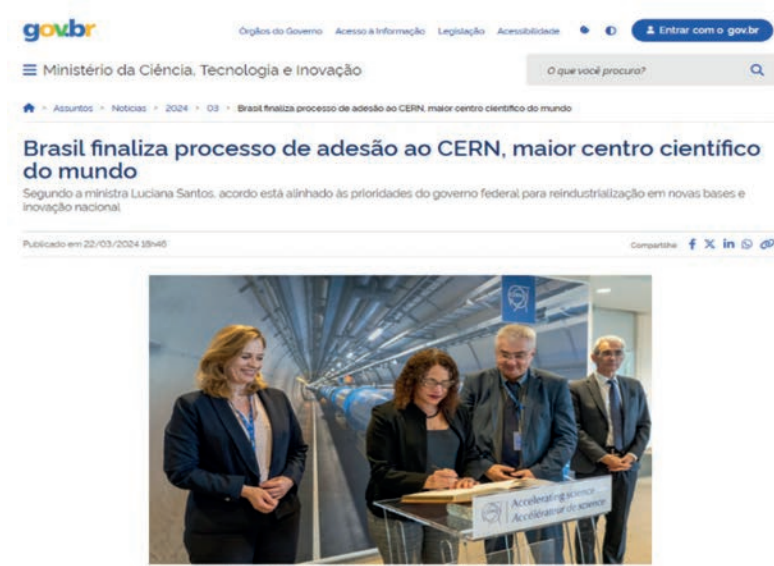 gov.br
Órgãos do Governo Acesso à Informação Legislação Acessibilidade Entrar com o gov.br
Ministério da Ciência, Tecnologia e Inovação O que você procura?
Assuntos > Notícias > 2024 > 03 > Brasil finaliza processo de adesão ao CERN, maior centro científico do mundo
Brasil finaliza processo de adesão ao CERN, maior centro científico
do mundo
Segundo a ministra Luciana Santos, acordo está alinhado às prioridades do governo federal para reindustrialização em novas bases e
inovação nacional
Publicado em 22/03/2024 18h46 Compartilhe
CERN
Accelerating science
Accélérateur de science